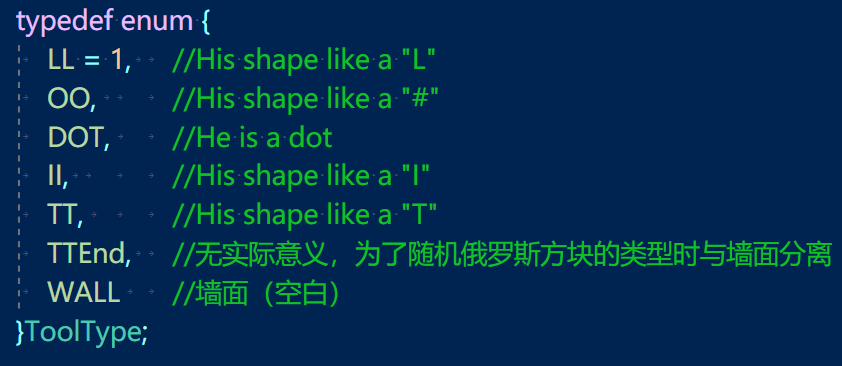 typedef enum {
LL = 1, //His shape like a "L"
OO, //His shape like a "#"
DOT, //He is a dot
II, //His shape like a "I"
TT, //His shape like a "T"
TTEnd, //无实际意义，为了随机俄罗斯方块的类型时与墙面分离
WALL //墙面（空白）
}ToolType;